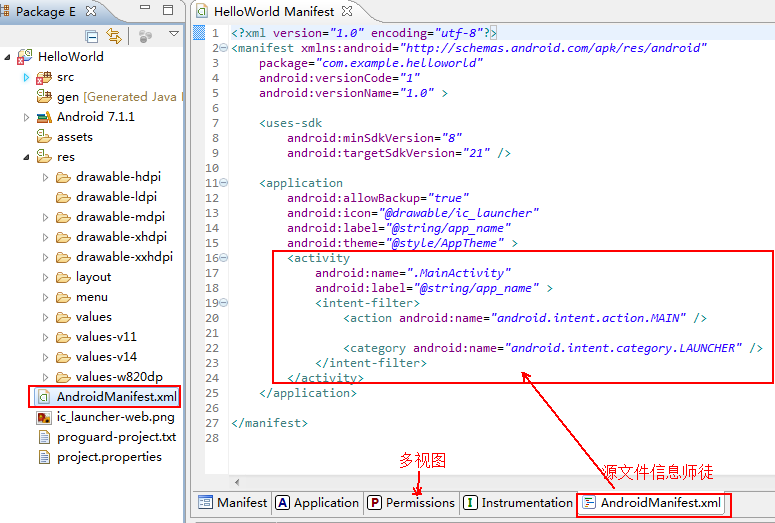 Package E
HelloWorld
src
gen [Generated Java
Android 7.1.1
assets
res
drawable-hdpi
drawable-ldpi
drawable-mdpi
drawable-xhdpi
drawable-xxhdpi
layout
menu
values
values-v11
values-v14
values-w820dp
AndroidManifest.xml
ic_launcher-web.png
proguard-project.txt
project.properties
HelloWorld Manifest
1 <?xml version="1.0" encoding="utf-8"?>
2 <manifest xmlns:android="http://schemas.android.com/apk/res/android"
3 package="com.example.helloworld"
4 android:versionCode="1"
5 android:versionName="1.0" >
6
7 <uses-sdk
8 android:minSdkVersion="8"
9 android:targetSdkVersion="21" />
10
11 <application
12 android:allowBackup="true"
13 android:icon="@drawable/ic_launcher"
14 android:label="@string/app_name"
15 android:theme="@style/AppTheme" >
16 <activity
17 android:name=".MainActivity"
18 android:label="@string/app_name" >
19 <intent-filter>
20 <action android:name="android.intent.action.MAIN" />
21
22 <category android:name="android.intent.category.LAUNCHER" />
23 </intent-filter>
24 </activity>
25 </application>
26
27 </manifest>
28
多视图
源文件信息师徒
Manifest
A Application
P Permissions
I Instrumentation
AndroidManifest.xml